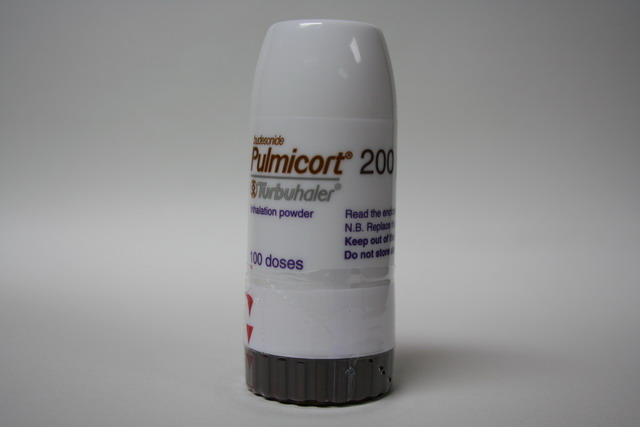 budesonide
Pulmicort® 200
Turbuhaler®
inhalation powder
100 doses
Read the
N.B. Replace
Keep out of
Do not store